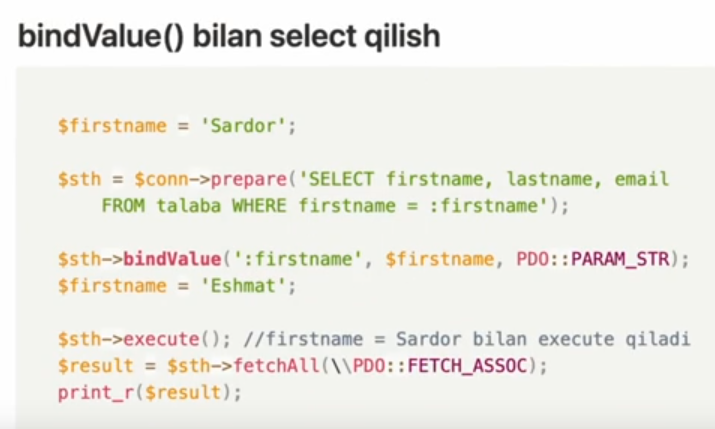 bindValue() bilan select qilish
$firstname = 'Sardor';
$sth = $conn->prepare('SELECT firstname, lastname, email
FROM talaba WHERE firstname = :firstname');
$sth->bindValue(':firstname', $firstname, PDO::PARAM_STR);
$firstname = 'Eshmat';
$sth->execute(); //firstname = Sardor bilan execute qiladi
$result = $sth->fetchAll(\\PDO::FETCH_ASSOC);
print_r($result);